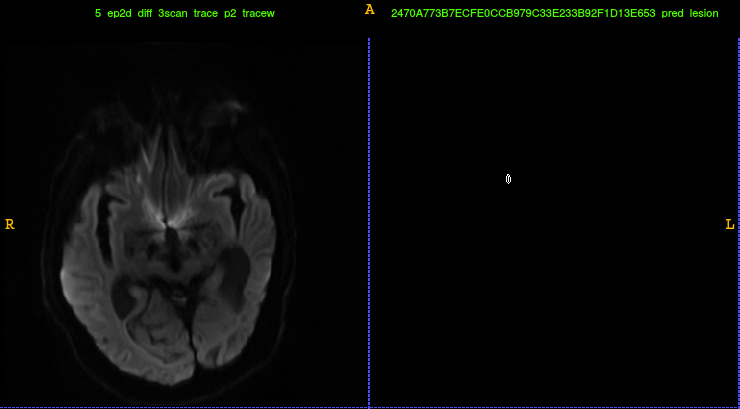 5 ep2d diff 3scan trace p2 tracew
A
2470A773B7ECFE0CCB979C33E233B92F1D13E653 pred lesion
R
L